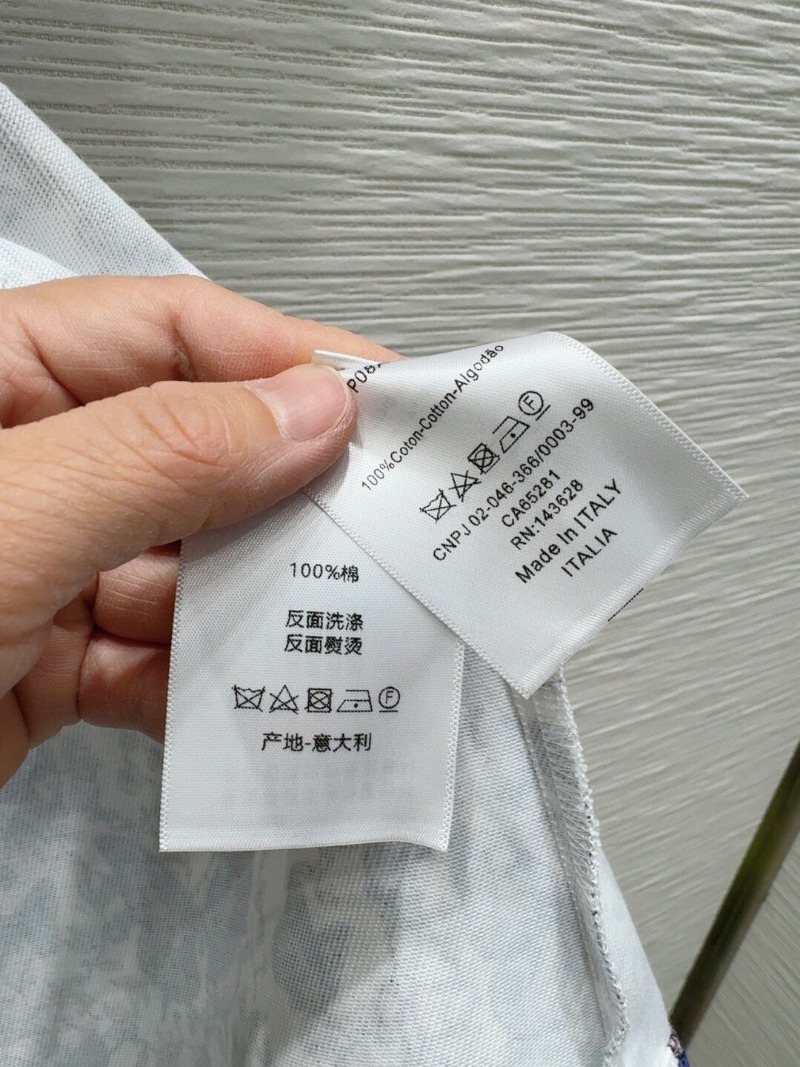 100%Coton-Cotton-Algodão
F
CNPJ 02-046-366/0003-99
CA65281
RN:143628
Made In ITALY
ITALIA
100%棉
反面洗涤
反面熨烫
F
产地-意大利